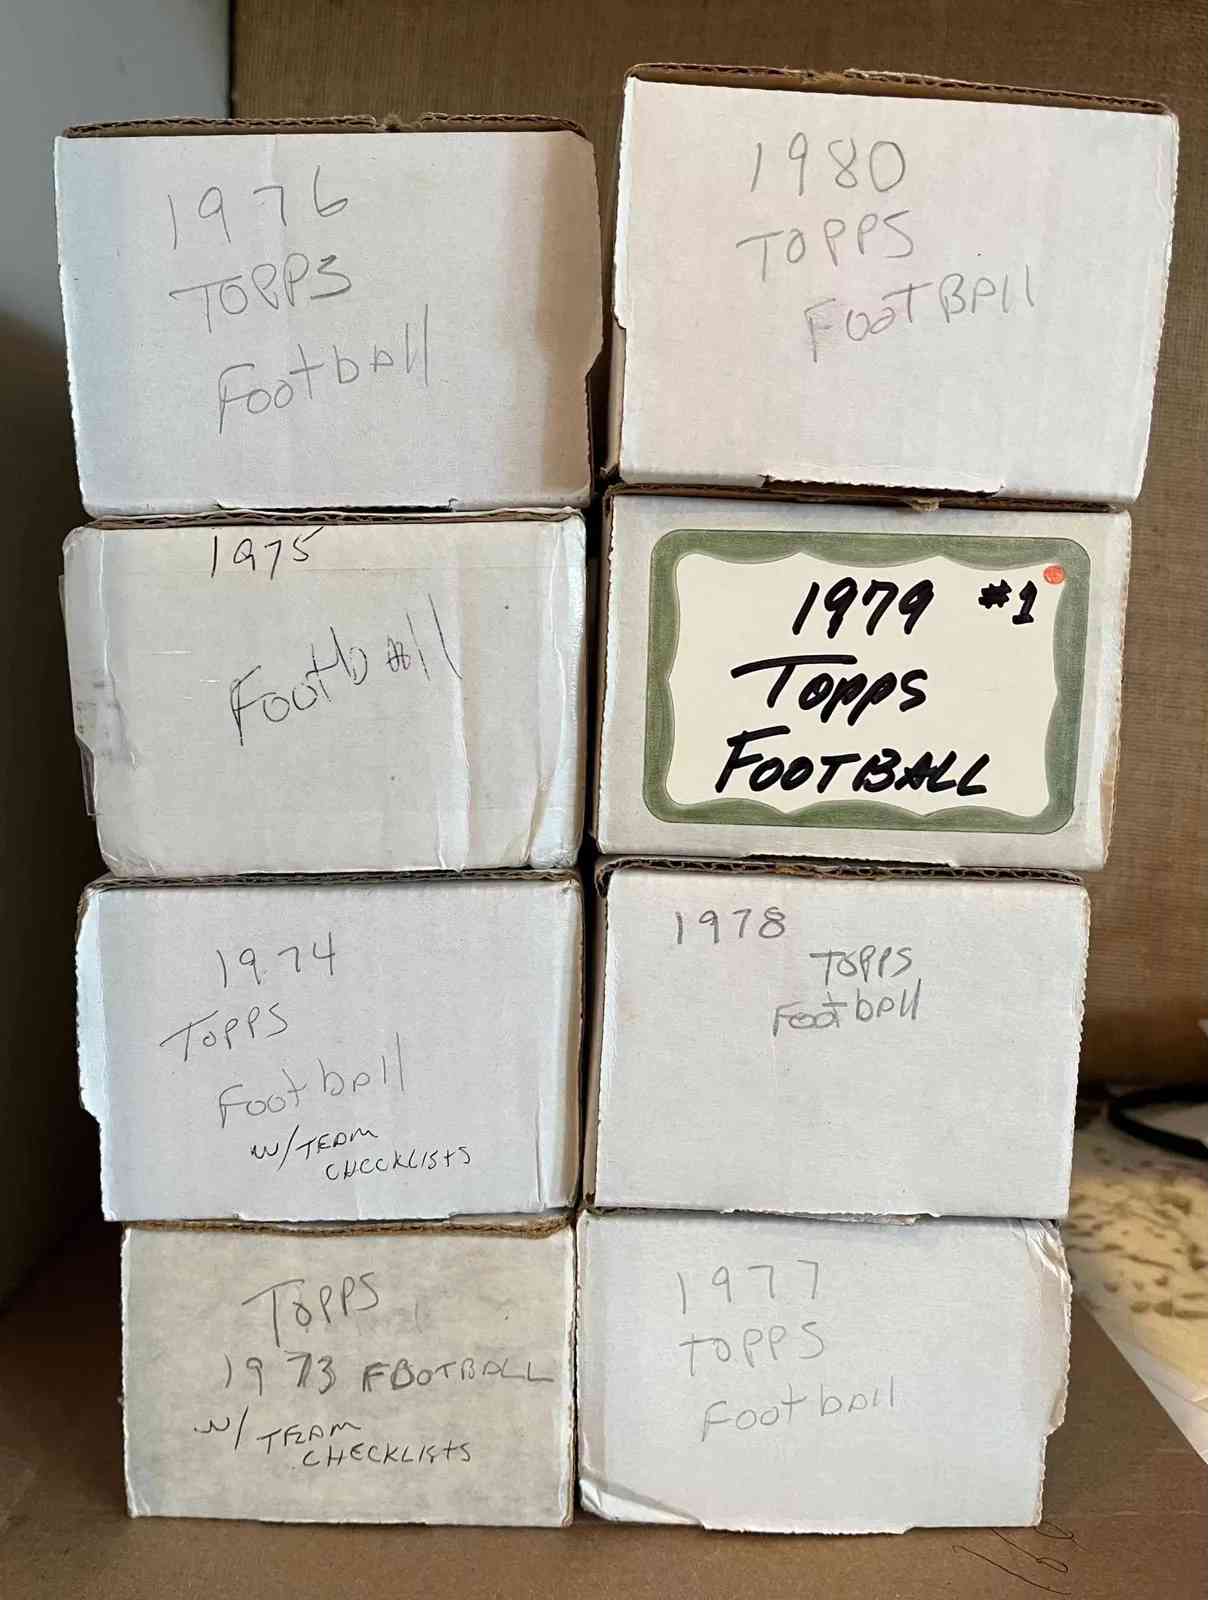 1976
TOPPS
Football
1975
Football
1974
TOPPS
Football
W/TEAM
CHECCKLISTS
TOPPS
1973 FOOTBALL
W/TEAM
CHECKLISTS
1980
TOPPS
FOOTBALL
1979 #1
Topps
FOOTBALL
1978
TOPPS
Football
1977
TOPPS
Football